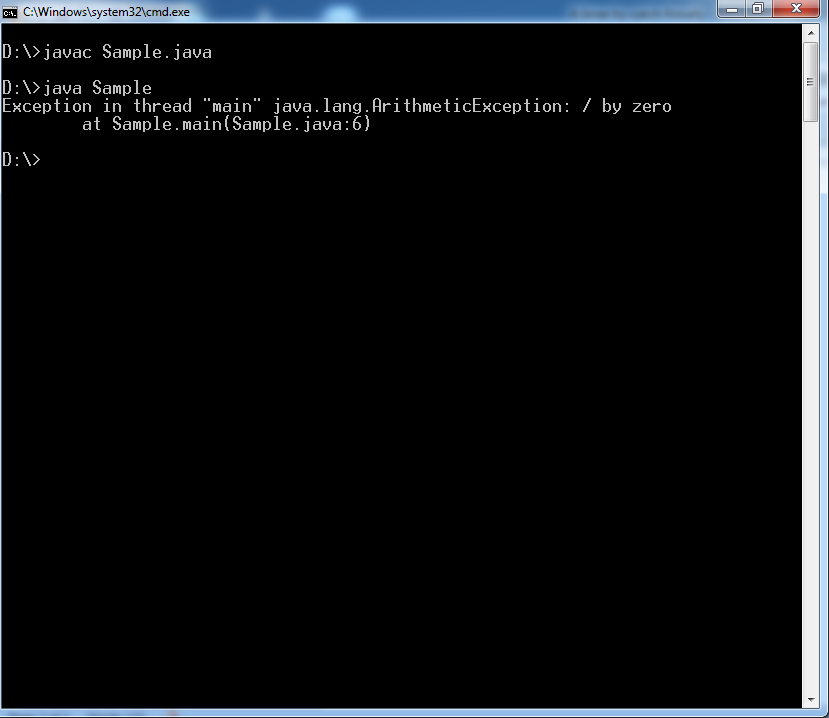 C:\Windows\system32\cmd.exe
D:\>javac Sample.java
D:\>java Sample
Exception in thread "main" java.lang.ArithmeticException: / by zero
at Sample.main(Sample.java:6)
D:\>